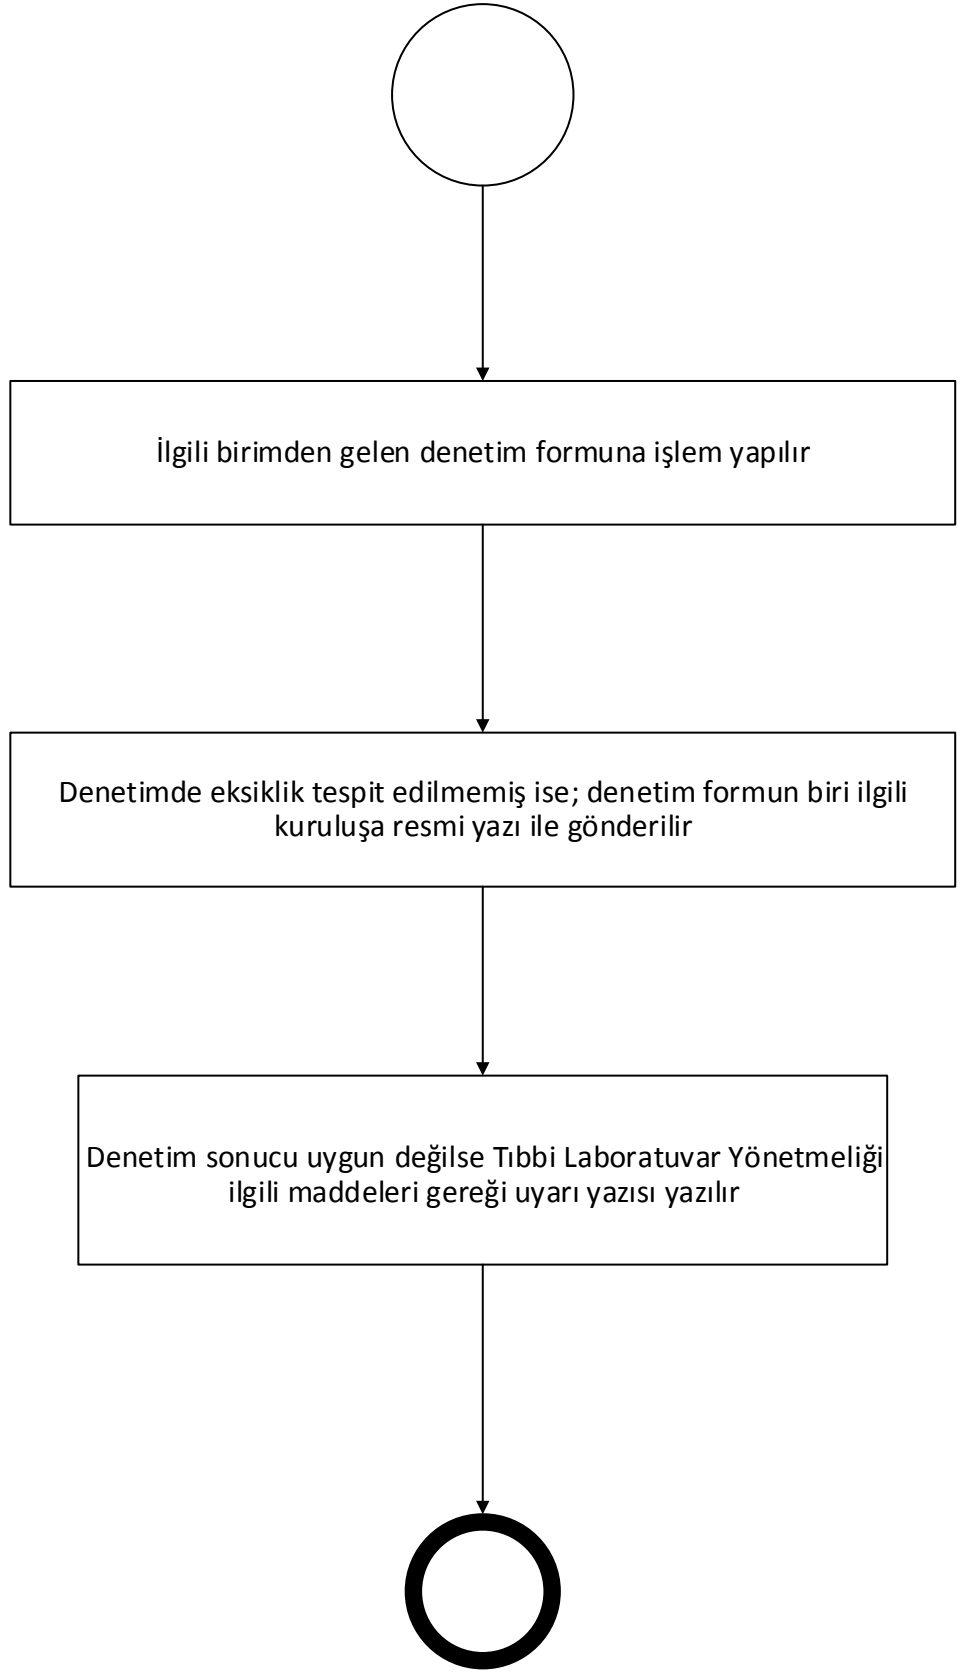 İlgili birimden gelen denetim formuna işlem yapılır
Denetimde eksiklik tespit edilmemiş ise; denetim formun biri ilgili
kuruluşa resmi yazı ile gönderilir
Denetim sonucu uygun değilse Tıbbi Laboratuvar Yönetmeliği
ilgili maddeleri gereği uyarı yazısı yazılır